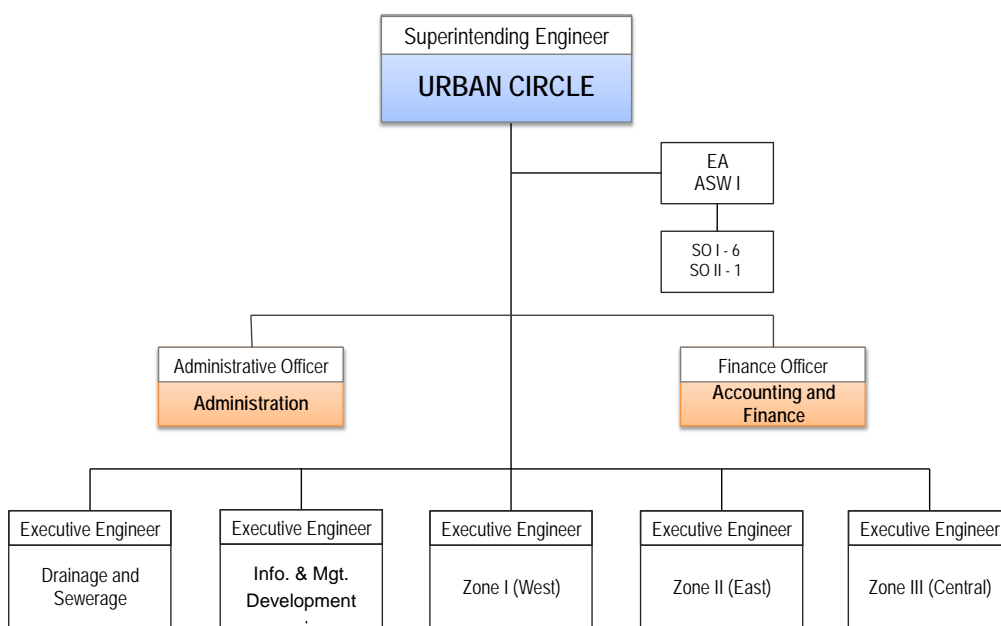 Superintending Engineer
URBAN CIRCLE
EA
ASW I
SO I - 6
SO II - 1
Administrative Officer
Administration
Finance Officer
Accounting and
Finance
Executive Engineer
Drainage and
Sewerage
Executive Engineer
Info. & Mgt.
Development
Executive Engineer
Zone I (West)
Executive Engineer
Zone II (East)
Executive Engineer
Zone III (Central)